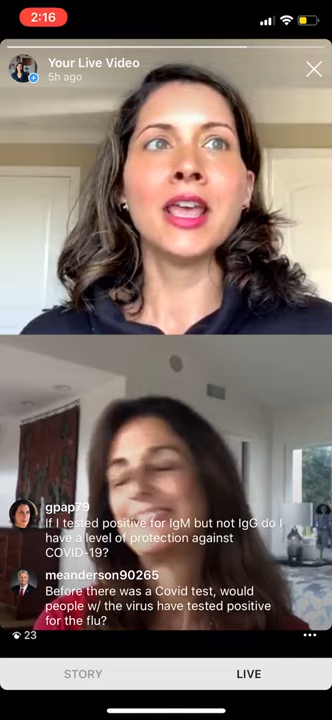 2:16
Your Live Video
5h ago
gpap79
If I tested positive for IgM but not IgG do I
have a level of protection against
COVID-19?
meanderson90265
Before there was a Covid test, would
people w/ the virus have tested positive
for the flu?
23
STORY
LIVE